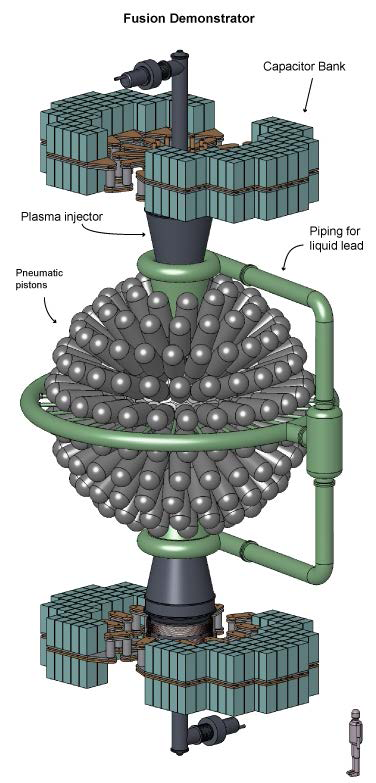 Fusion Demonstrator
Capacitor Bank
Plasma injector
Piping for
liquid lead
Pneumatic
pistons